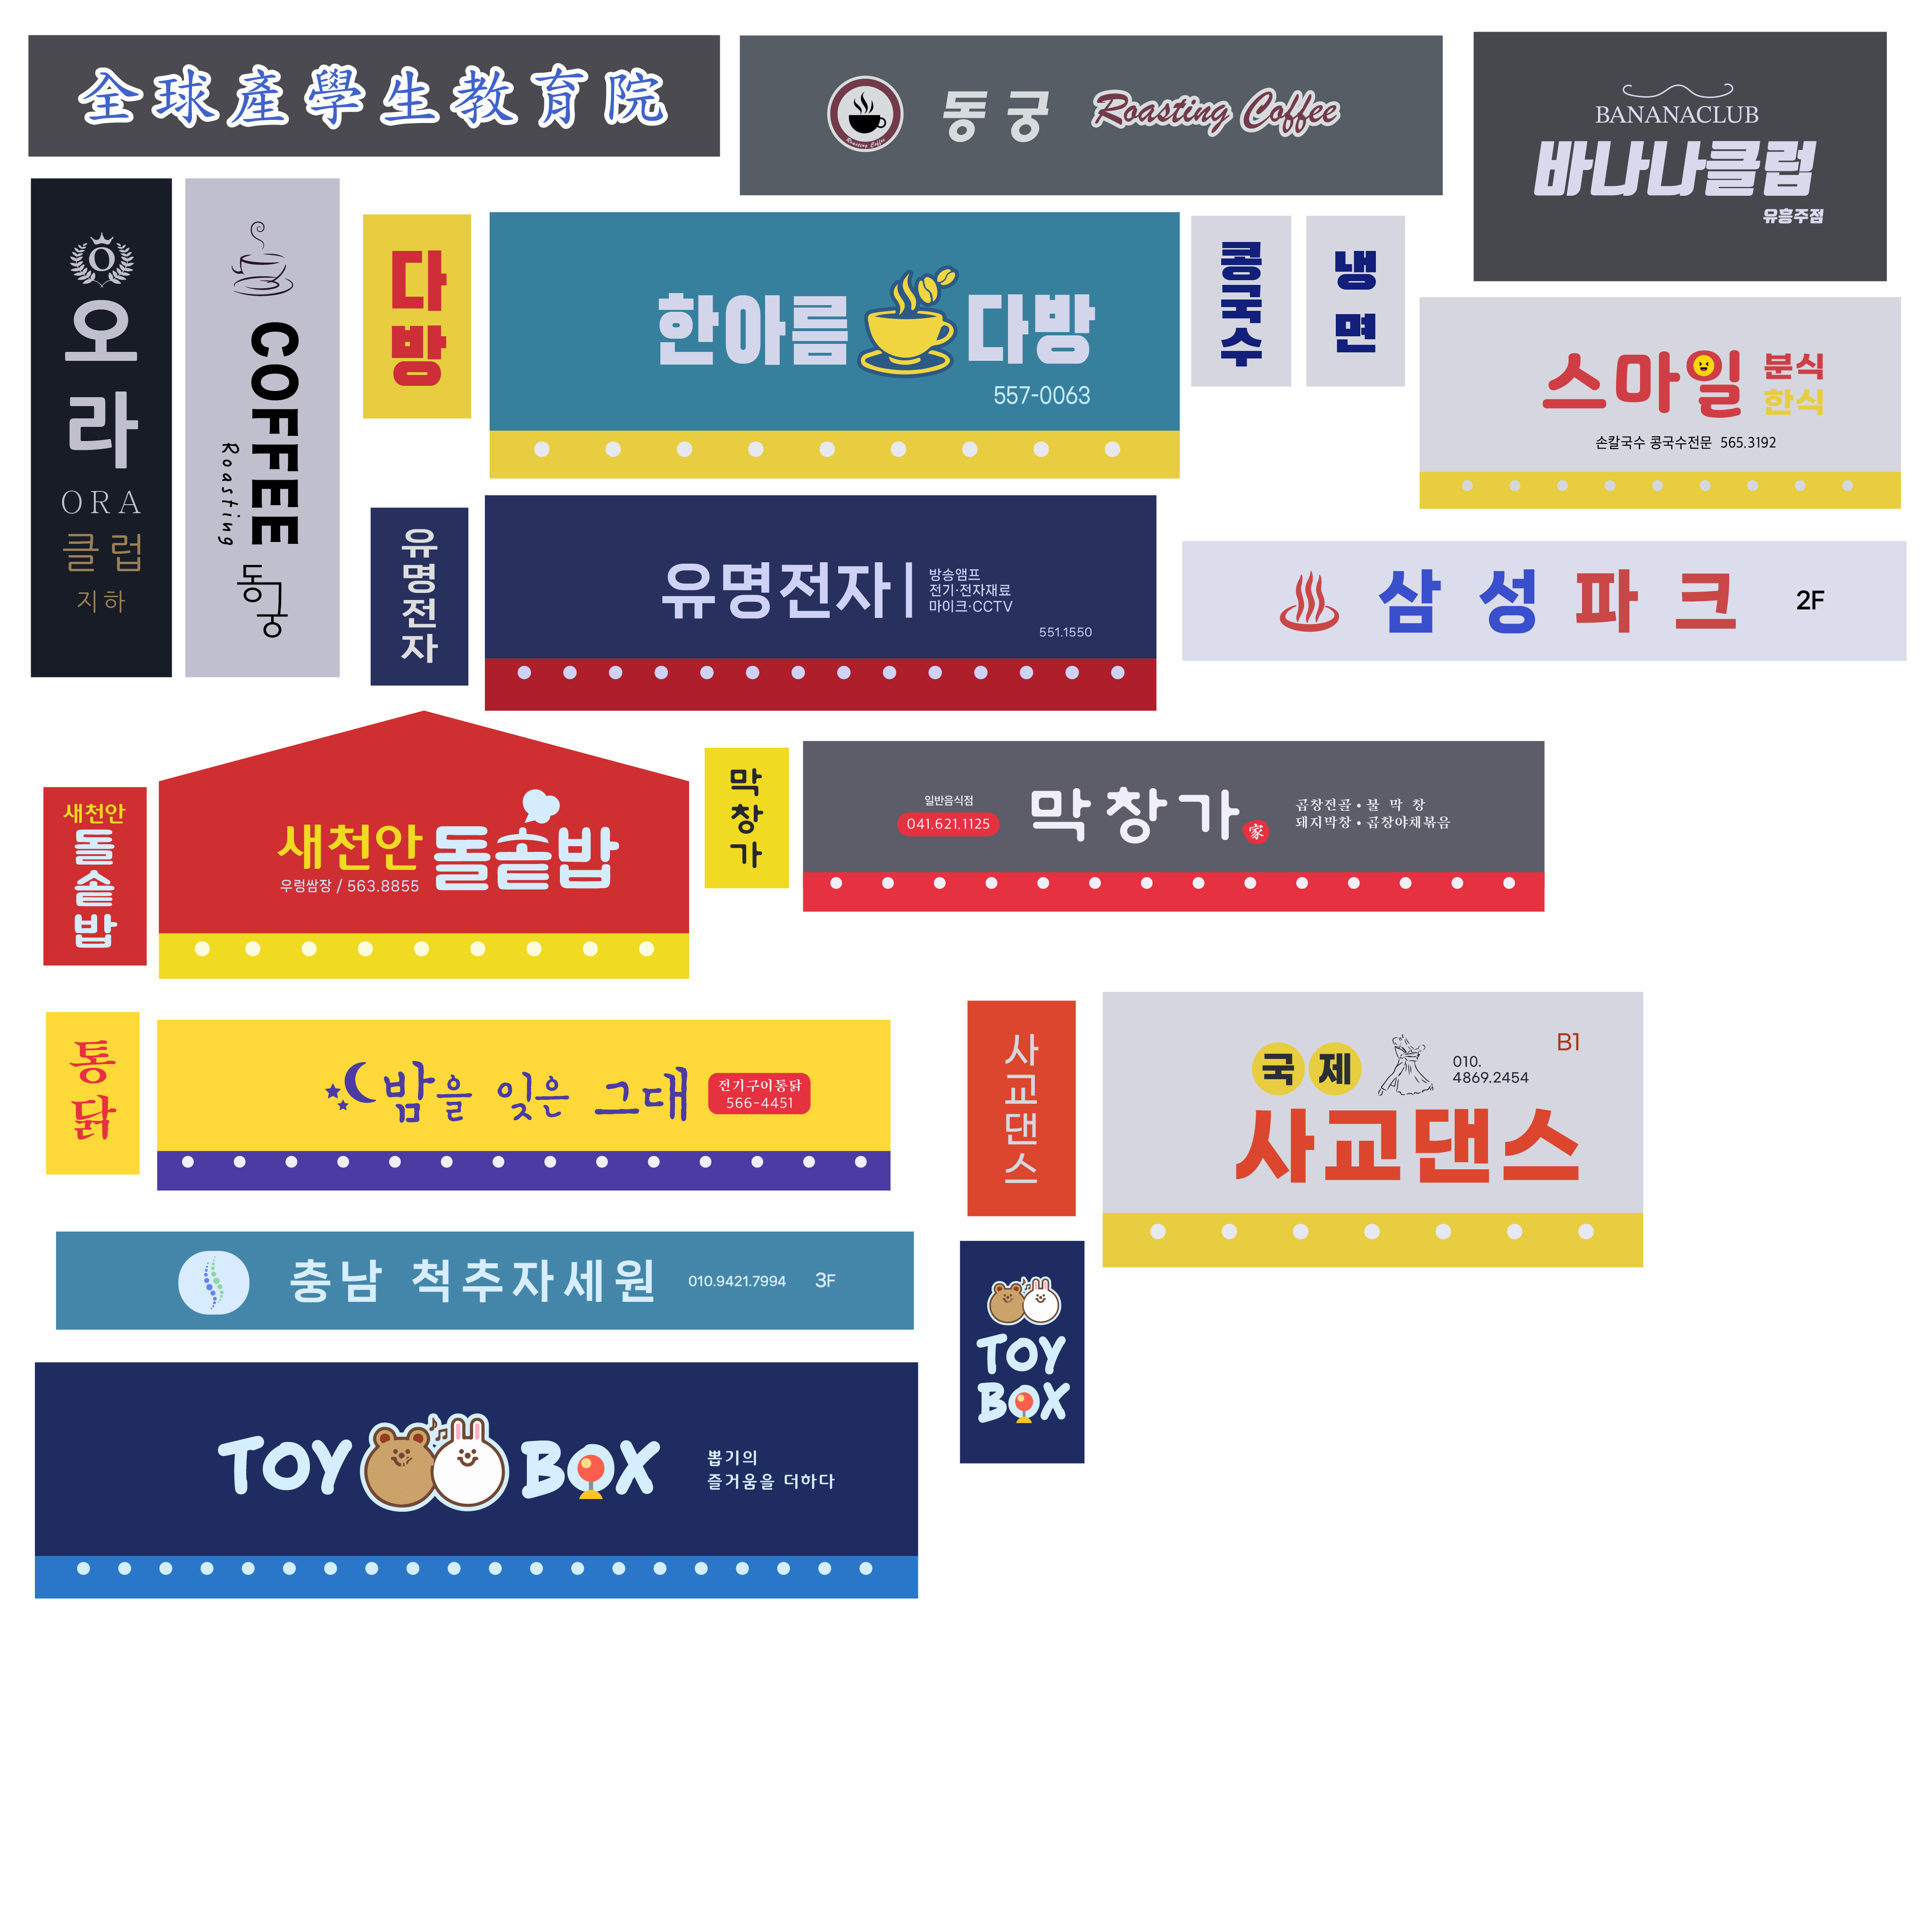 全球產學生教育院
Roasting Coffee
동궁 Roasting Coffee
BANANACLUB
바나나클럽
유흥주점
O
오라
ORA
클럽
지하
COFFEE
Roasting
동궁
다방
한아름 다방
557-0063
콩국수
냉면
스마일 분식 한식
손칼국수 콩국수전문 565.3192
유명전자
유명전자
방송앰프
전기·전자재료
마이크·CCTV
551.1550
삼성파크 2F
새천안
돌솥밥
새천안 돌솥밥
우렁쌈장 / 563.8855
막창가
일반음식점
041.621.1125
막창가
家
곱창전골·불 막 창
돼지막창·곱창야채볶음
통닭
밤을 잊은 그대
전기구이통닭
566-4451
사교댄스
국제
010.
4869.2454
B1
사교댄스
충남 척추자세원 010.9421.7994 3F
TOY
BOX
TOY BOX
뽑기의
즐거움을 더하다